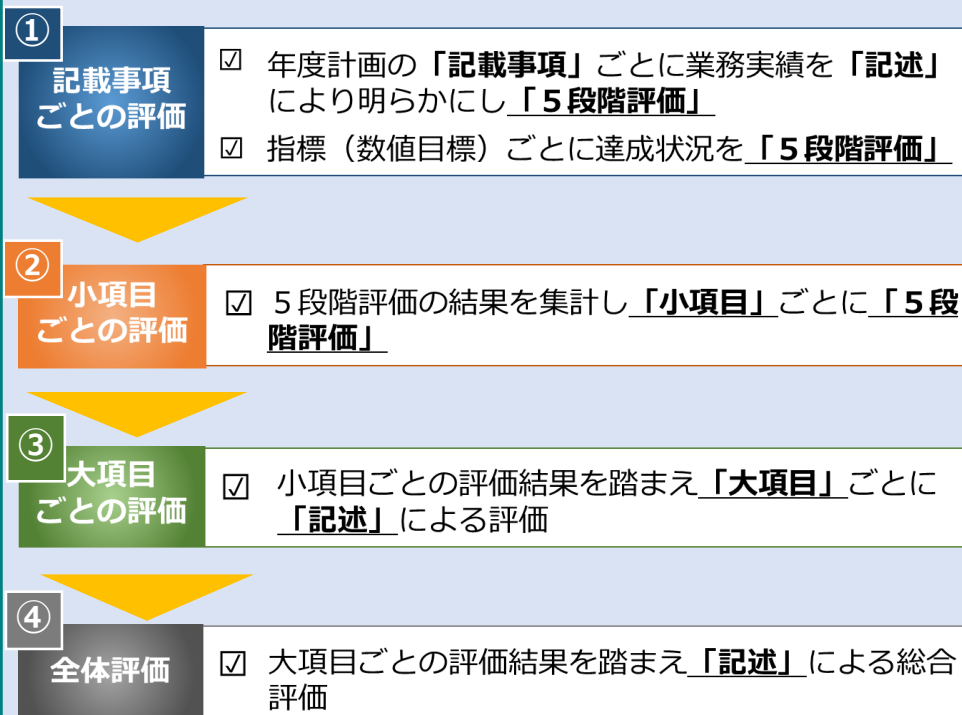 ①
記載事項
ごとの評価
☑ 年度計画の「記載事項」ごとに業務実績を「記述」
により明らかにし「５段階評価」
☑ 指標（数値目標）ごとに達成状況を「５段階評価」
②
小項目
ごとの評価
☑ ５段階評価の結果を集計し「小項目」ごとに「５段
階評価」
③
大項目
ごとの評価
☑ 小項目ごとの評価結果を踏まえ「大項目」ごとに
「記述」による評価
④
全体評価
☑ 大項目ごとの評価結果を踏まえ「記述」による総合
評価